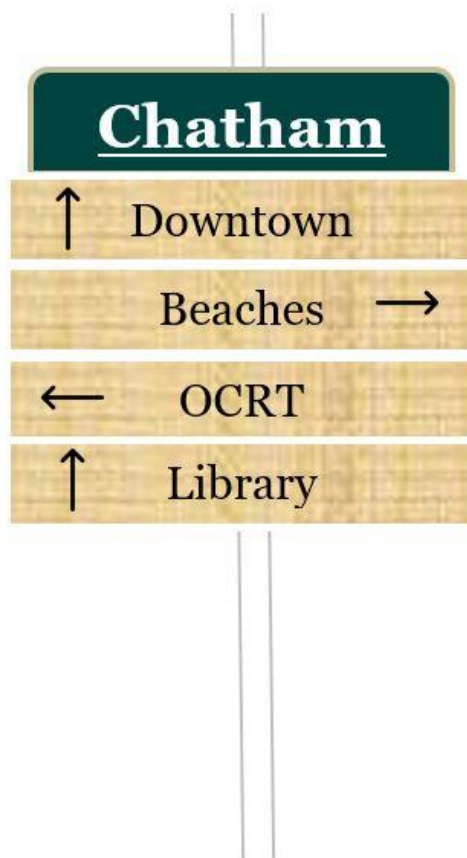 Chatham
↑ Downtown
Beaches →
← OCRT
↑ Library